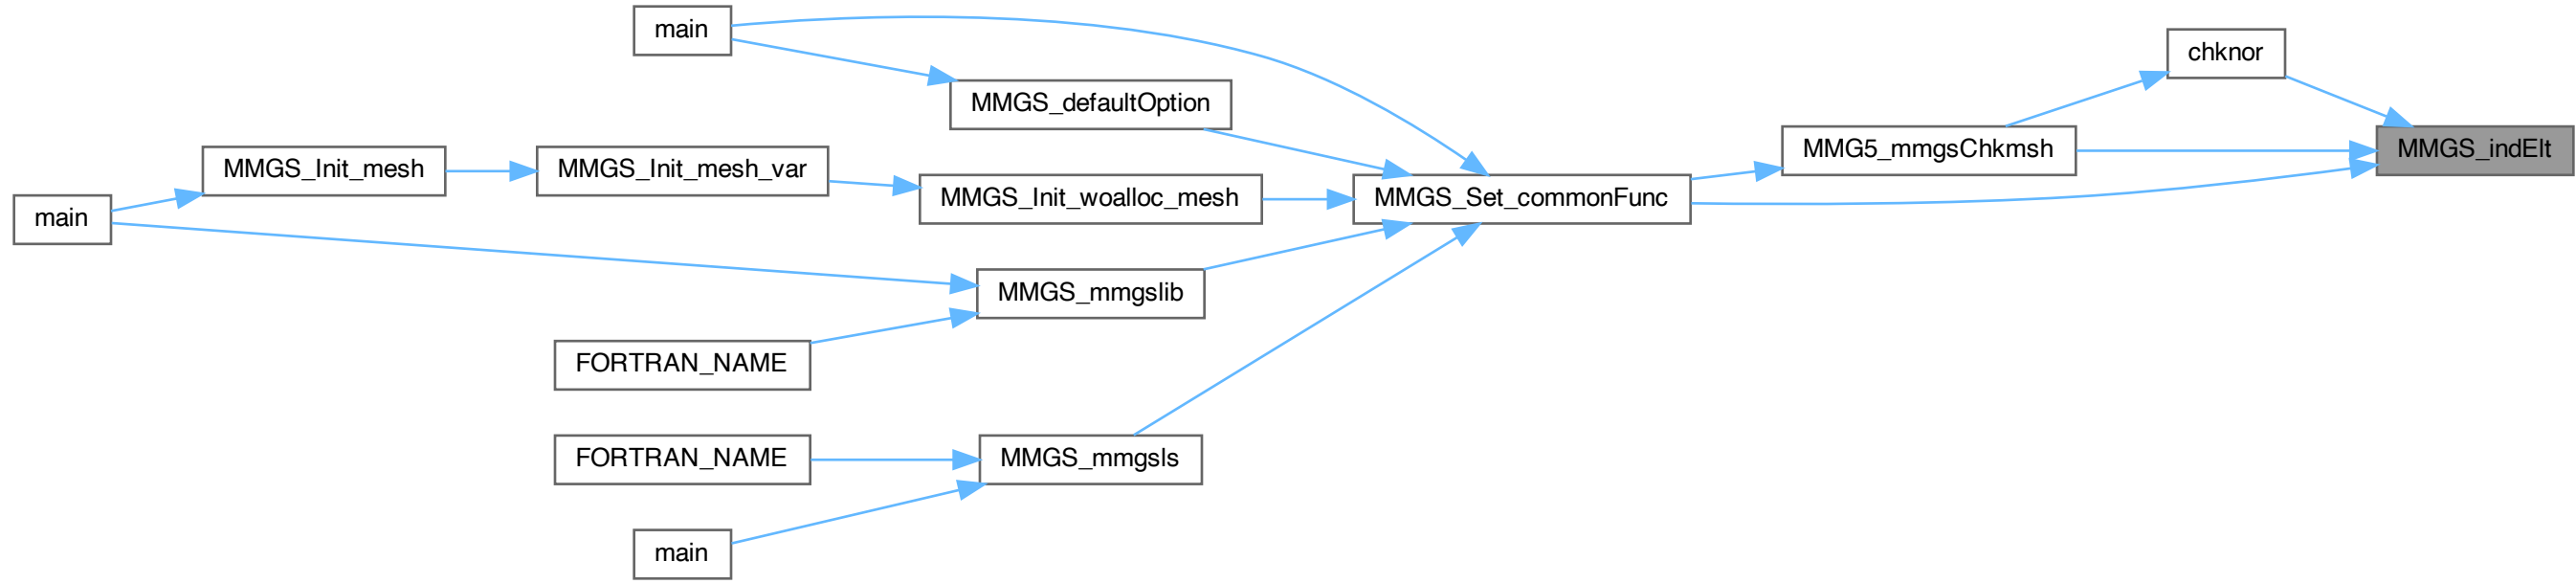 main
chknor
MMGS_defaultOption
MMG5_mmgsChkmsh
MMGS_indElt
MMGS_Init_mesh
MMGS_Init_mesh_var
MMGS_Init_woalloc_mesh
MMGS_Set_commonFunc
main
MMGS_mmgslib
FORTRAN_NAME
FORTRAN_NAME
MMGS_mmgsls
main